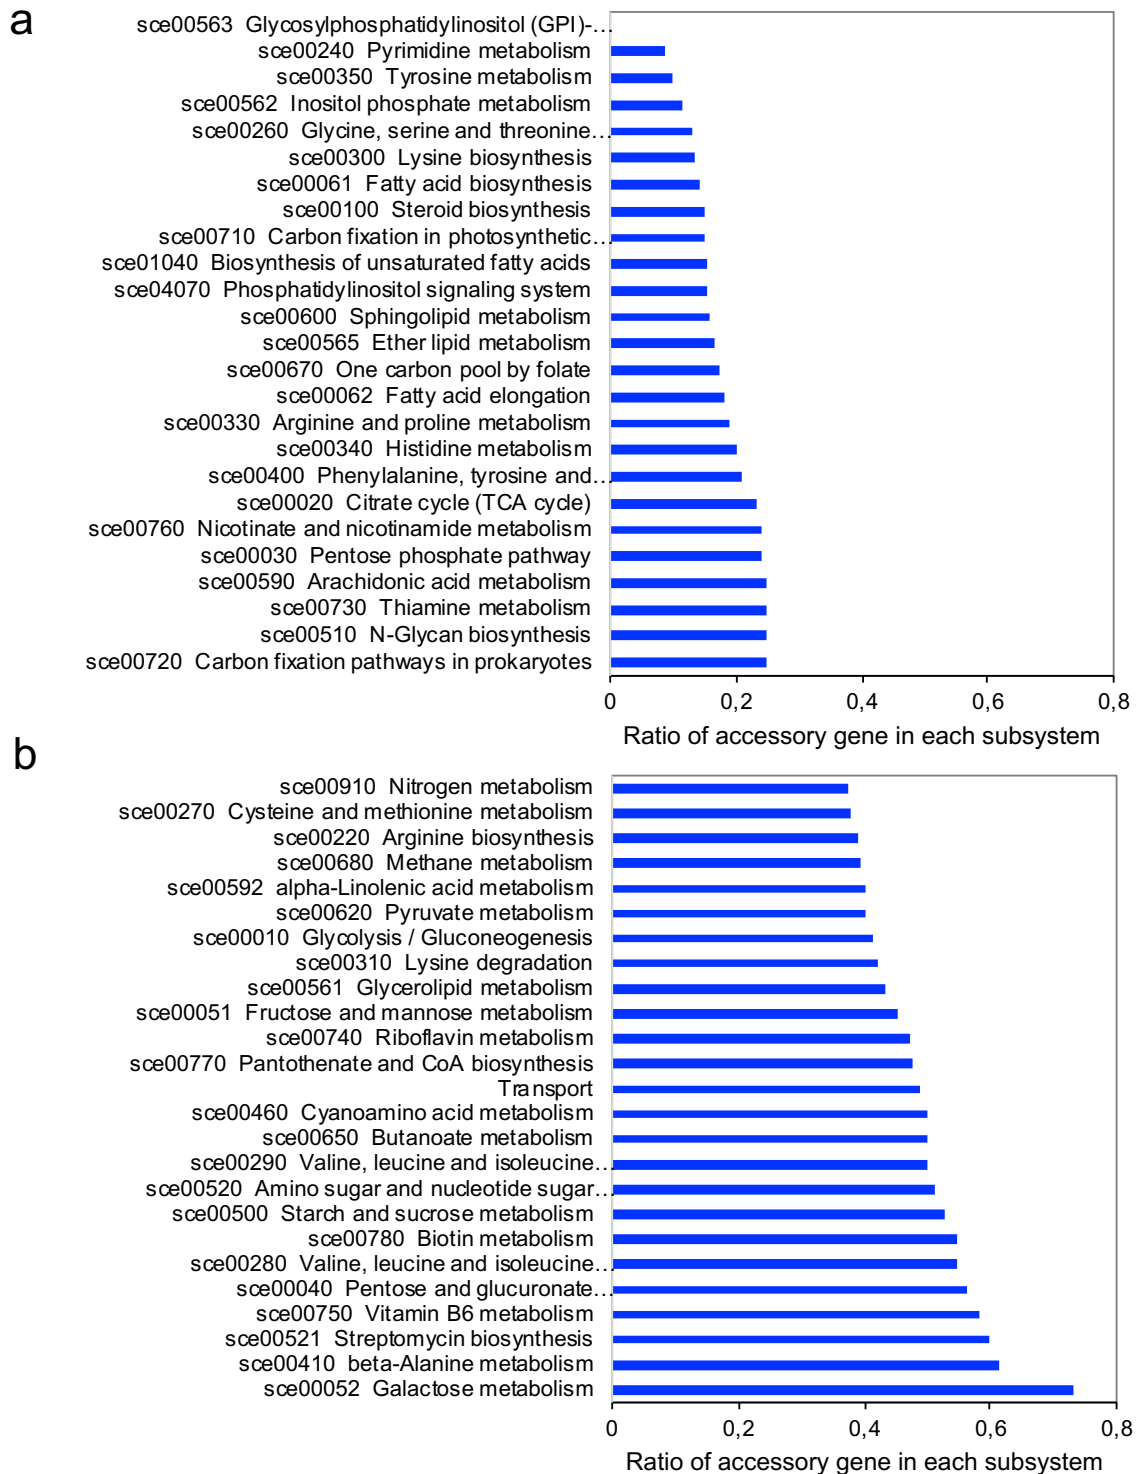 a
sce00563 Glycosylphosphatidylinositol (GPI)-...
sce00240 Pyrimidine metabolism
sce00350 Tyrosine metabolism
sce00562 Inositol phosphate metabolism
sce00260 Glycine, serine and threonine...
sce00300 Lysine biosynthesis
sce00061 Fatty acid biosynthesis
sce00100 Steroid biosynthesis
sce00710 Carbon fixation in photosynthetic...
sce01040 Biosynthesis of unsaturated fatty acids
sce04070 Phosphatidylinositol signaling system
sce00600 Sphingolipid metabolism
sce00565 Ether lipid metabolism
sce00670 One carbon pool by folate
sce00062 Fatty acid elongation
sce00330 Arginine and proline metabolism
sce00340 Histidine metabolism
sce00400 Phenylalanine, tyrosine and...
sce00020 Citrate cycle (TCA cycle)
sce00760 Nicotinate and nicotinamide metabolism
sce00030 Pentose phosphate pathway
sce00590 Arachidonic acid metabolism
sce00730 Thiamine metabolism
sce00510 N-Glycan biosynthesis
sce00720 Carbon fixation pathways in prokaryotes
0 0,2 0,4 0,6 0,8
Ratio of accessory gene in each subsystem
b
sce00910 Nitrogen metabolism
sce00270 Cysteine and methionine metabolism
sce00220 Arginine biosynthesis
sce00680 Methane metabolism
sce00592 alpha-Linolenic acid metabolism
sce00620 Pyruvate metabolism
sce00010 Glycolysis / Gluconeogenesis
sce00310 Lysine degradation
sce00561 Glycerolipid metabolism
sce00051 Fructose and mannose metabolism
sce00740 Riboflavin metabolism
sce00770 Pantothenate and CoA biosynthesis
Transport
sce00460 Cyanoamino acid metabolism
sce00650 Butanoate metabolism
sce00290 Valine, leucine and isoleucine...
sce00520 Amino sugar and nucleotide sugar...
sce00500 Starch and sucrose metabolism
sce00780 Biotin metabolism
sce00280 Valine, leucine and isoleucine...
sce00040 Pentose and glucuronate...
sce00750 Vitamin B6 metabolism
sce00521 Streptomycin biosynthesis
sce00410 beta-Alanine metabolism
sce00052 Galactose metabolism
0 0,2 0,4 0,6 0,8
Ratio of accessory gene in each subsystem